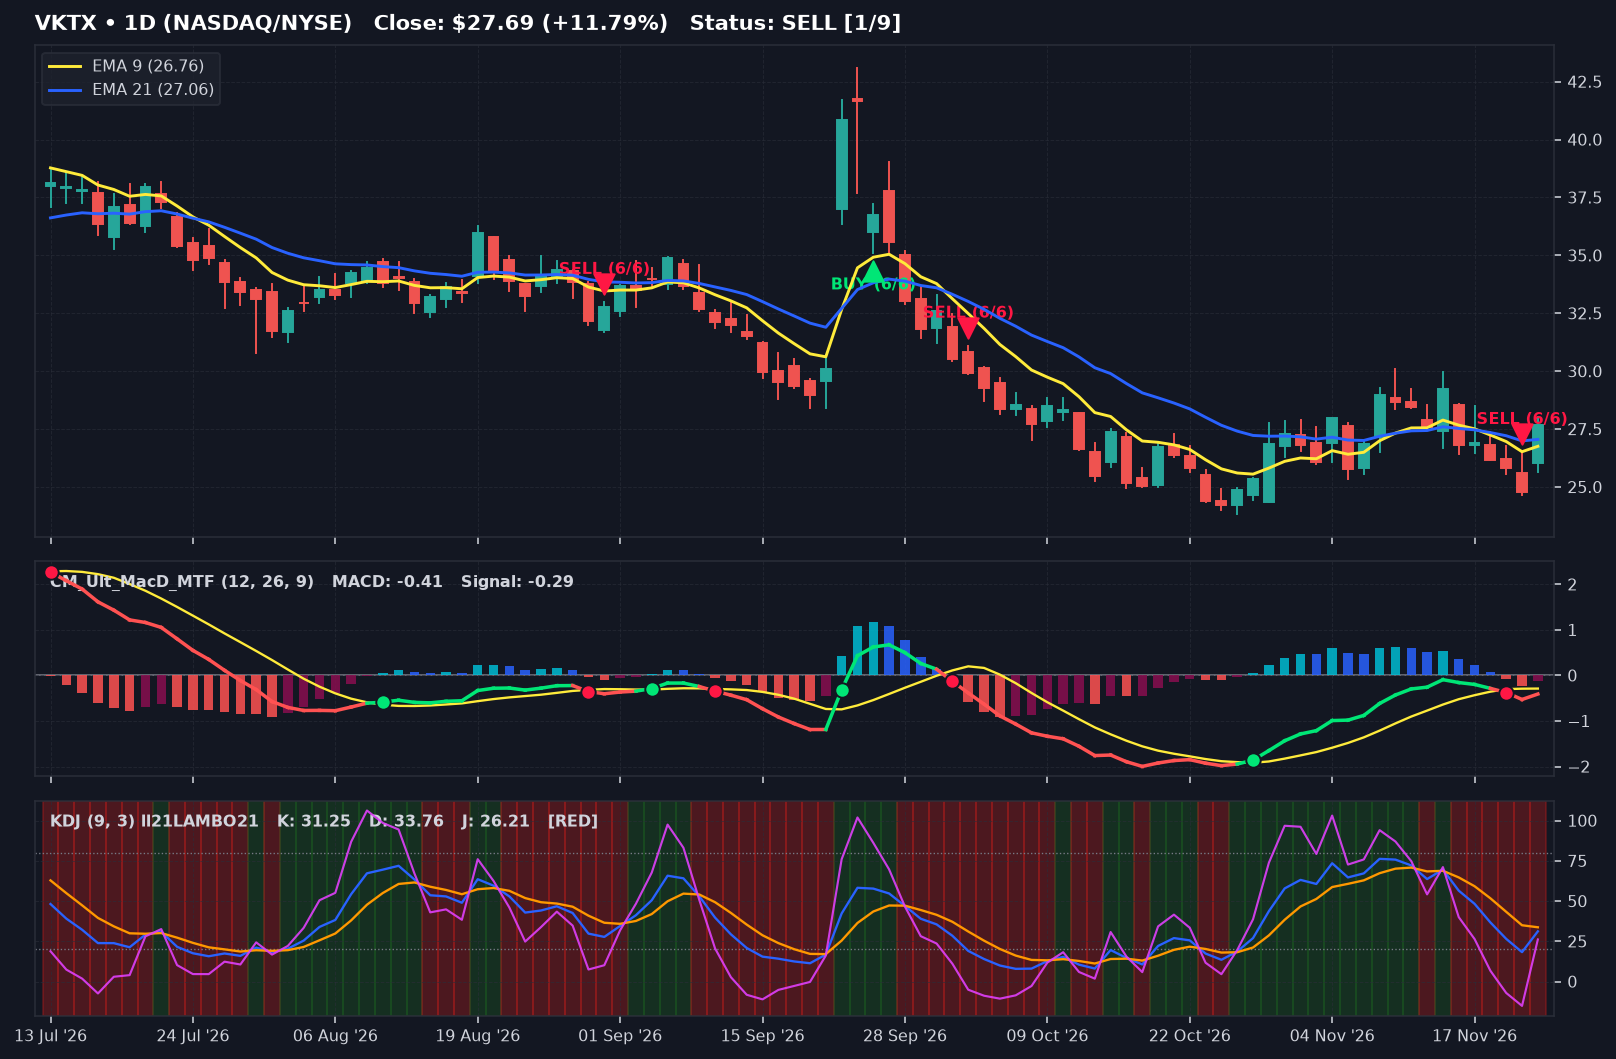 VKTX • 1D (NASDAQ/NYSE)   Close: $27.69 (+11.79%)   Status: SELL [1/9]
EMA 9 (26.76)
EMA 21 (27.06)
42.5
40.0
37.5
35.0
32.5
30.0
27.5
25.0
SELL (6/6)
BUY (6/6)
SELL (6/6)
SELL (6/6)
CM_Ult_MacD_MTF (12, 26, 9)   MACD: -0.41   Signal: -0.29
2
1
0
−1
−2
KDJ (9, 3) II21LAMBO21   K: 31.25   D: 33.76   J: 26.21   [RED]
100
75
50
25
0
13 Jul '26   24 Jul '26   06 Aug '26   19 Aug '26   01 Sep '26   15 Sep '26   28 Sep '26   09 Oct '26   22 Oct '26   04 Nov '26   17 Nov '26